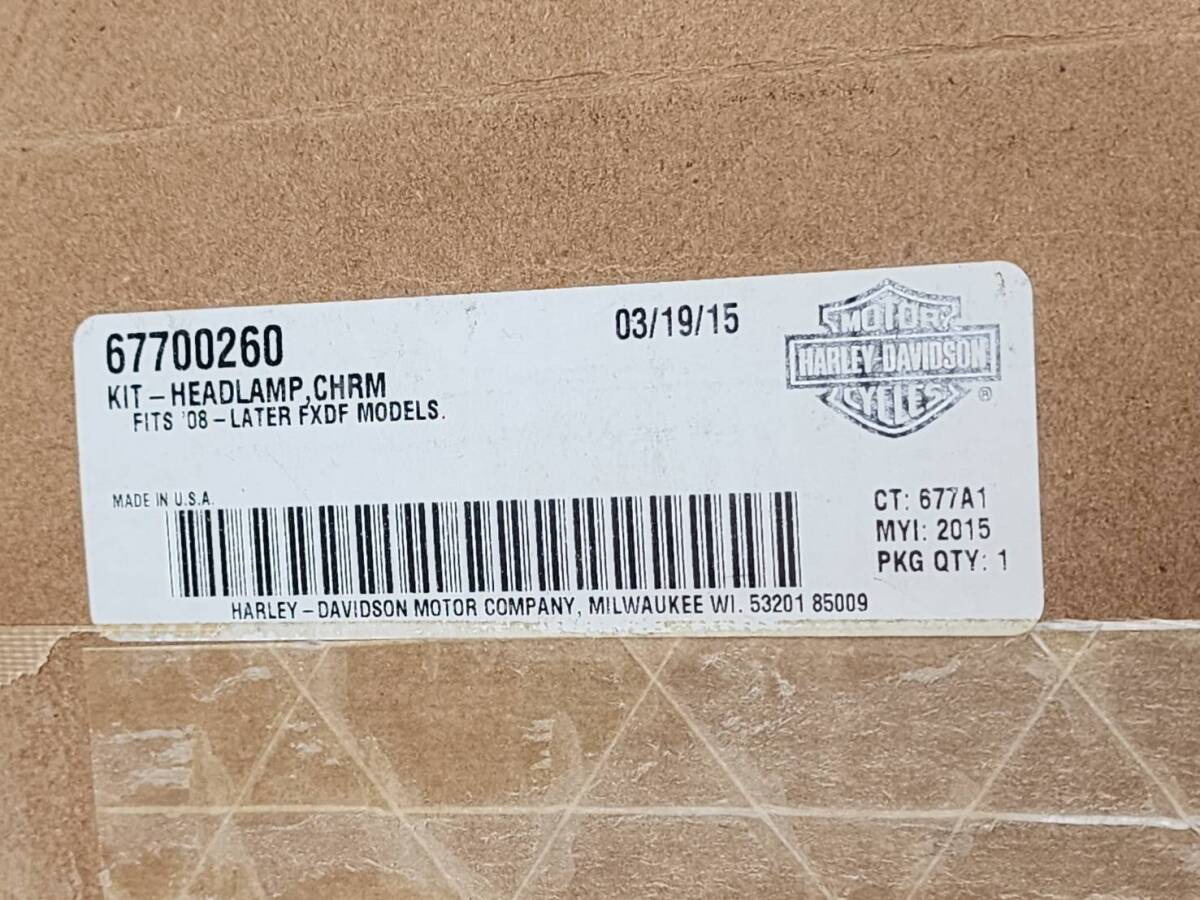 67700260
03/19/15
KIT-HEADLAMP,CHRM
FITS '08-LATER FXDF MODELS.
MOTOR
HARLEY-DAVIDSON
CYCLES
®
MADE IN U.S.A.
CT: 677A1
MYI: 2015
PKG QTY: 1
HARLEY-DAVIDSON MOTOR COMPANY, MILWAUKEE WI. 53201 85009